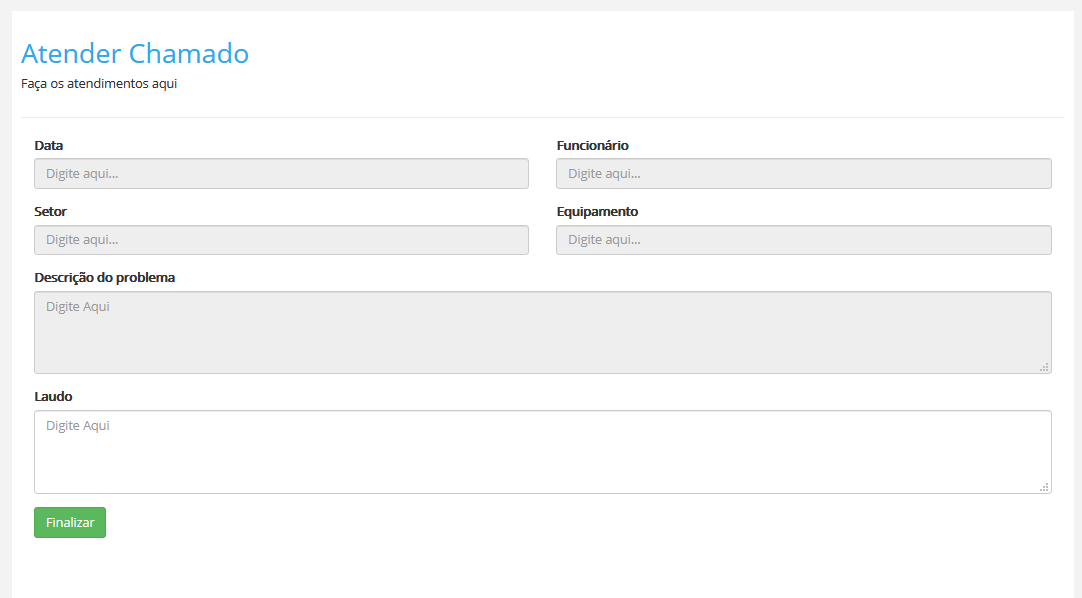 Atender Chamado
Faça os atendimentos aqui
Data
Funcionário
Digite aqui...
Digite aqui...
Setor
Equipamento
Digite aqui...
Digite aqui...
Descrição do problema
Digite Aqui
Laudo
Digite Aqui
Finalizar